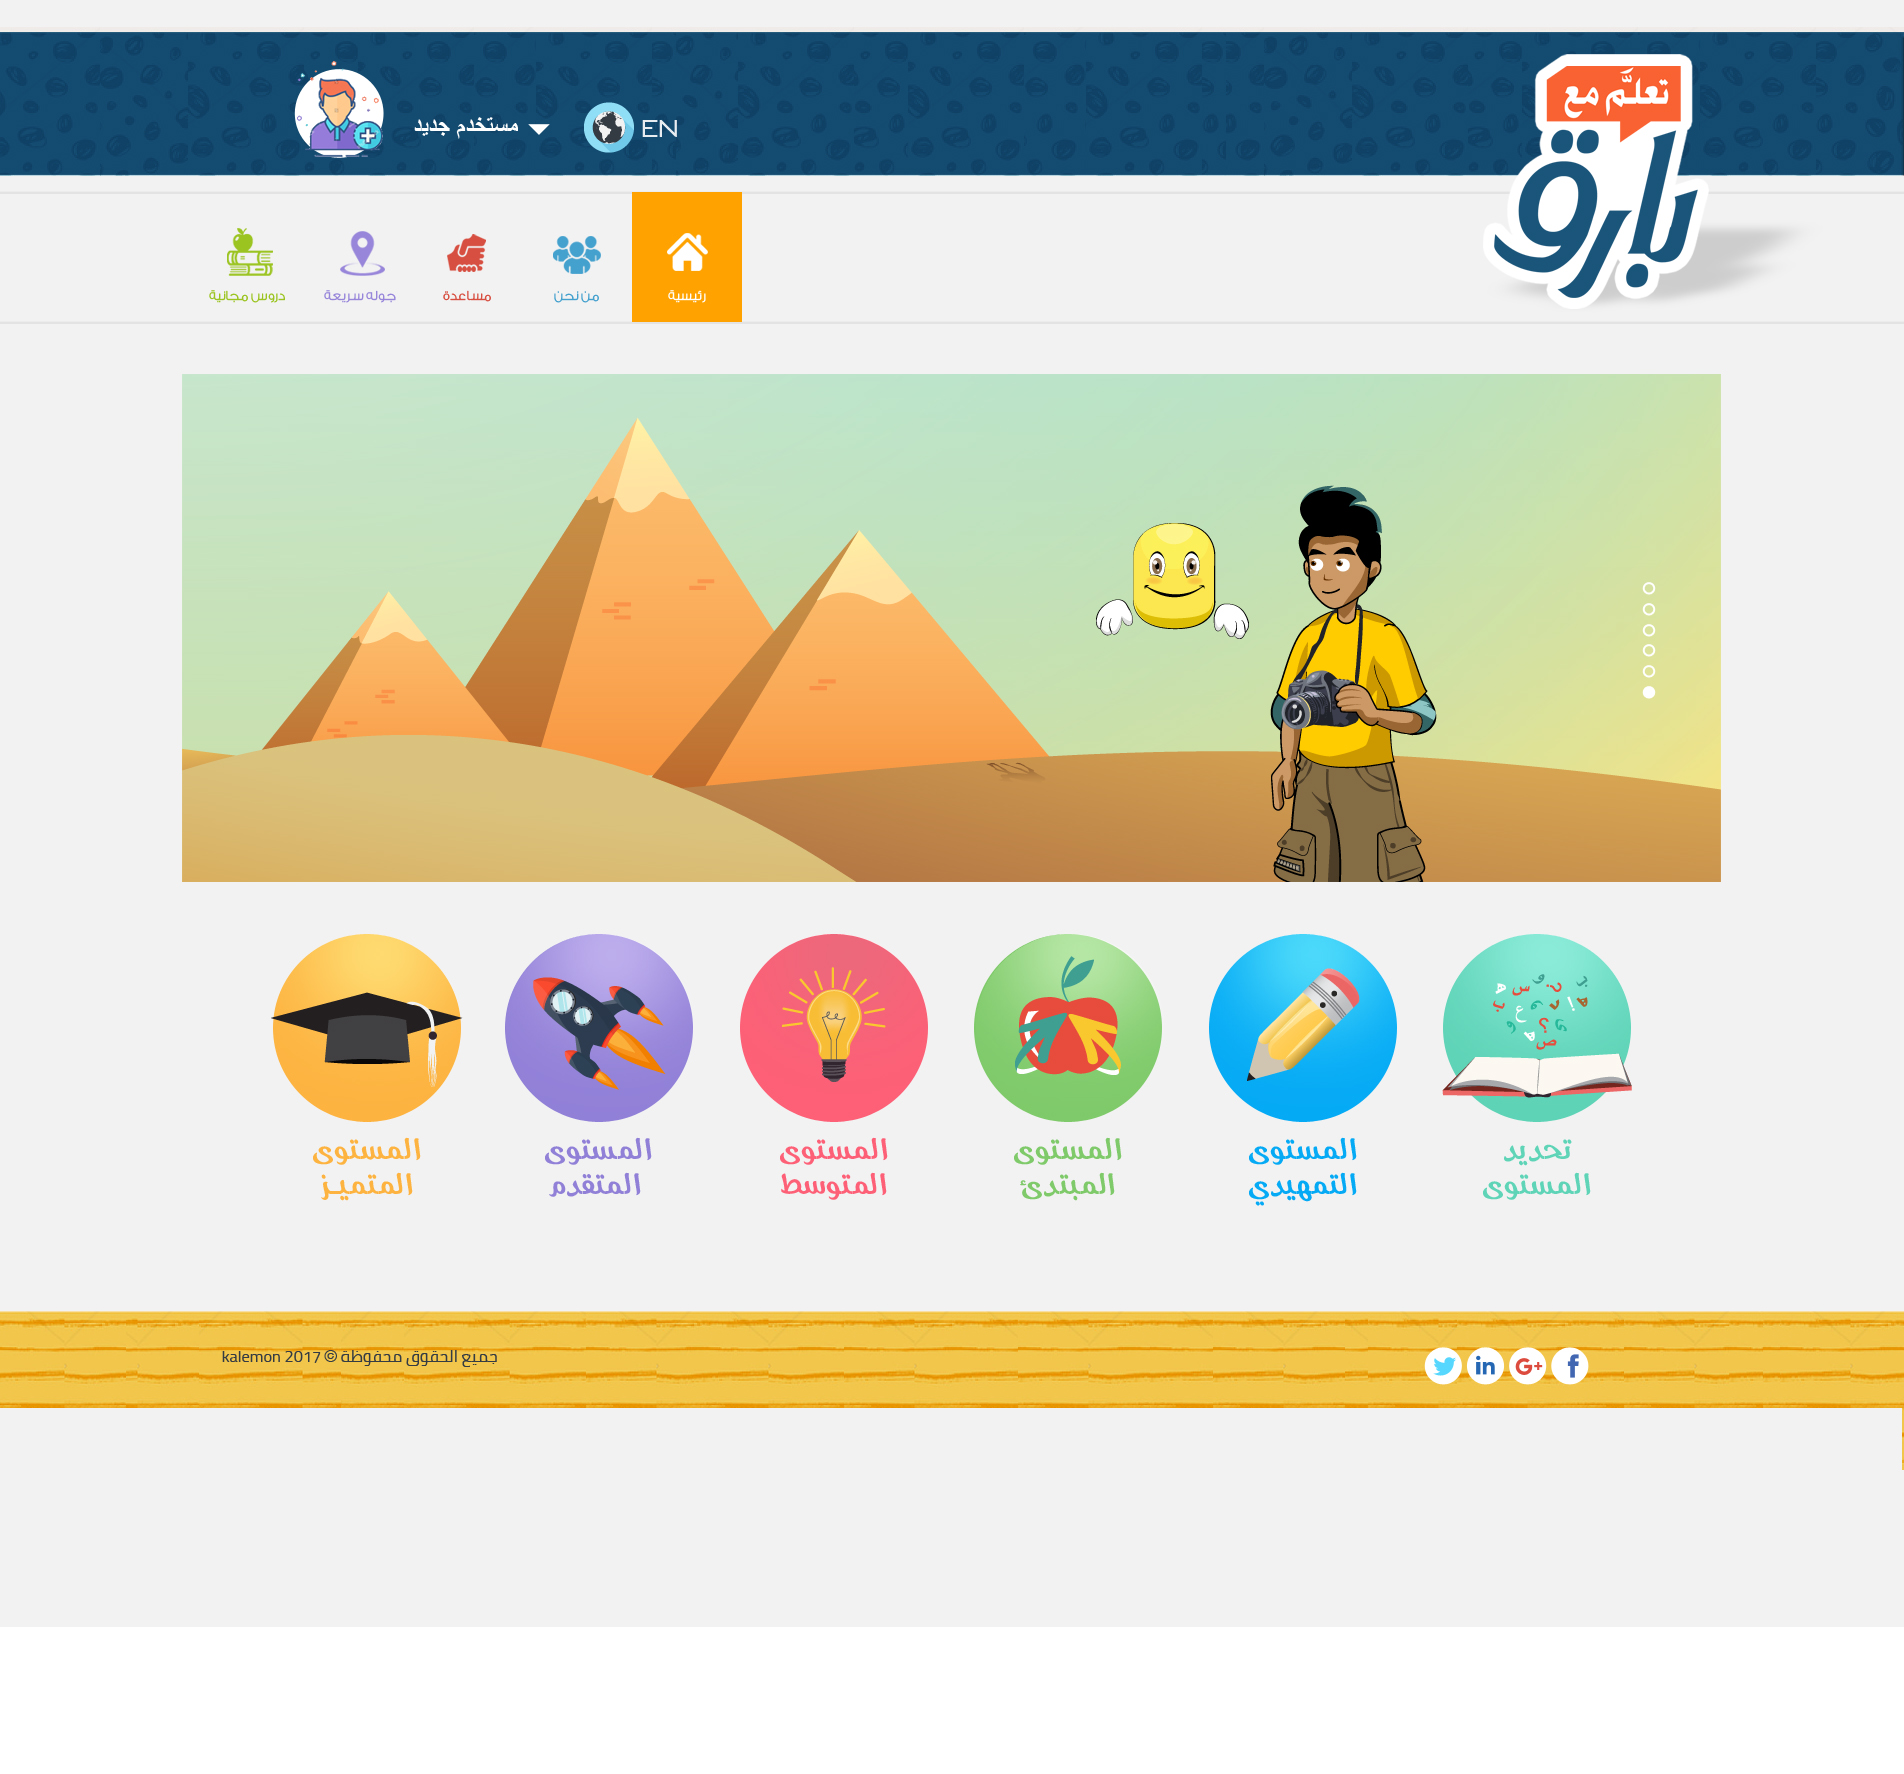 تعلَّم مع
بارق
EN
مستخدم جديد
رئيسية
من نحن
مساعدة
جوله سريعة
دروس مجانية
تحديد
المستوى
المستوى
التمهيدي
المستوى
المبتدئ
المستوى
المتوسط
المستوى
المتقدم
المستوى
المتميز
جميع الحقوق محفوظة © kalemon 2017